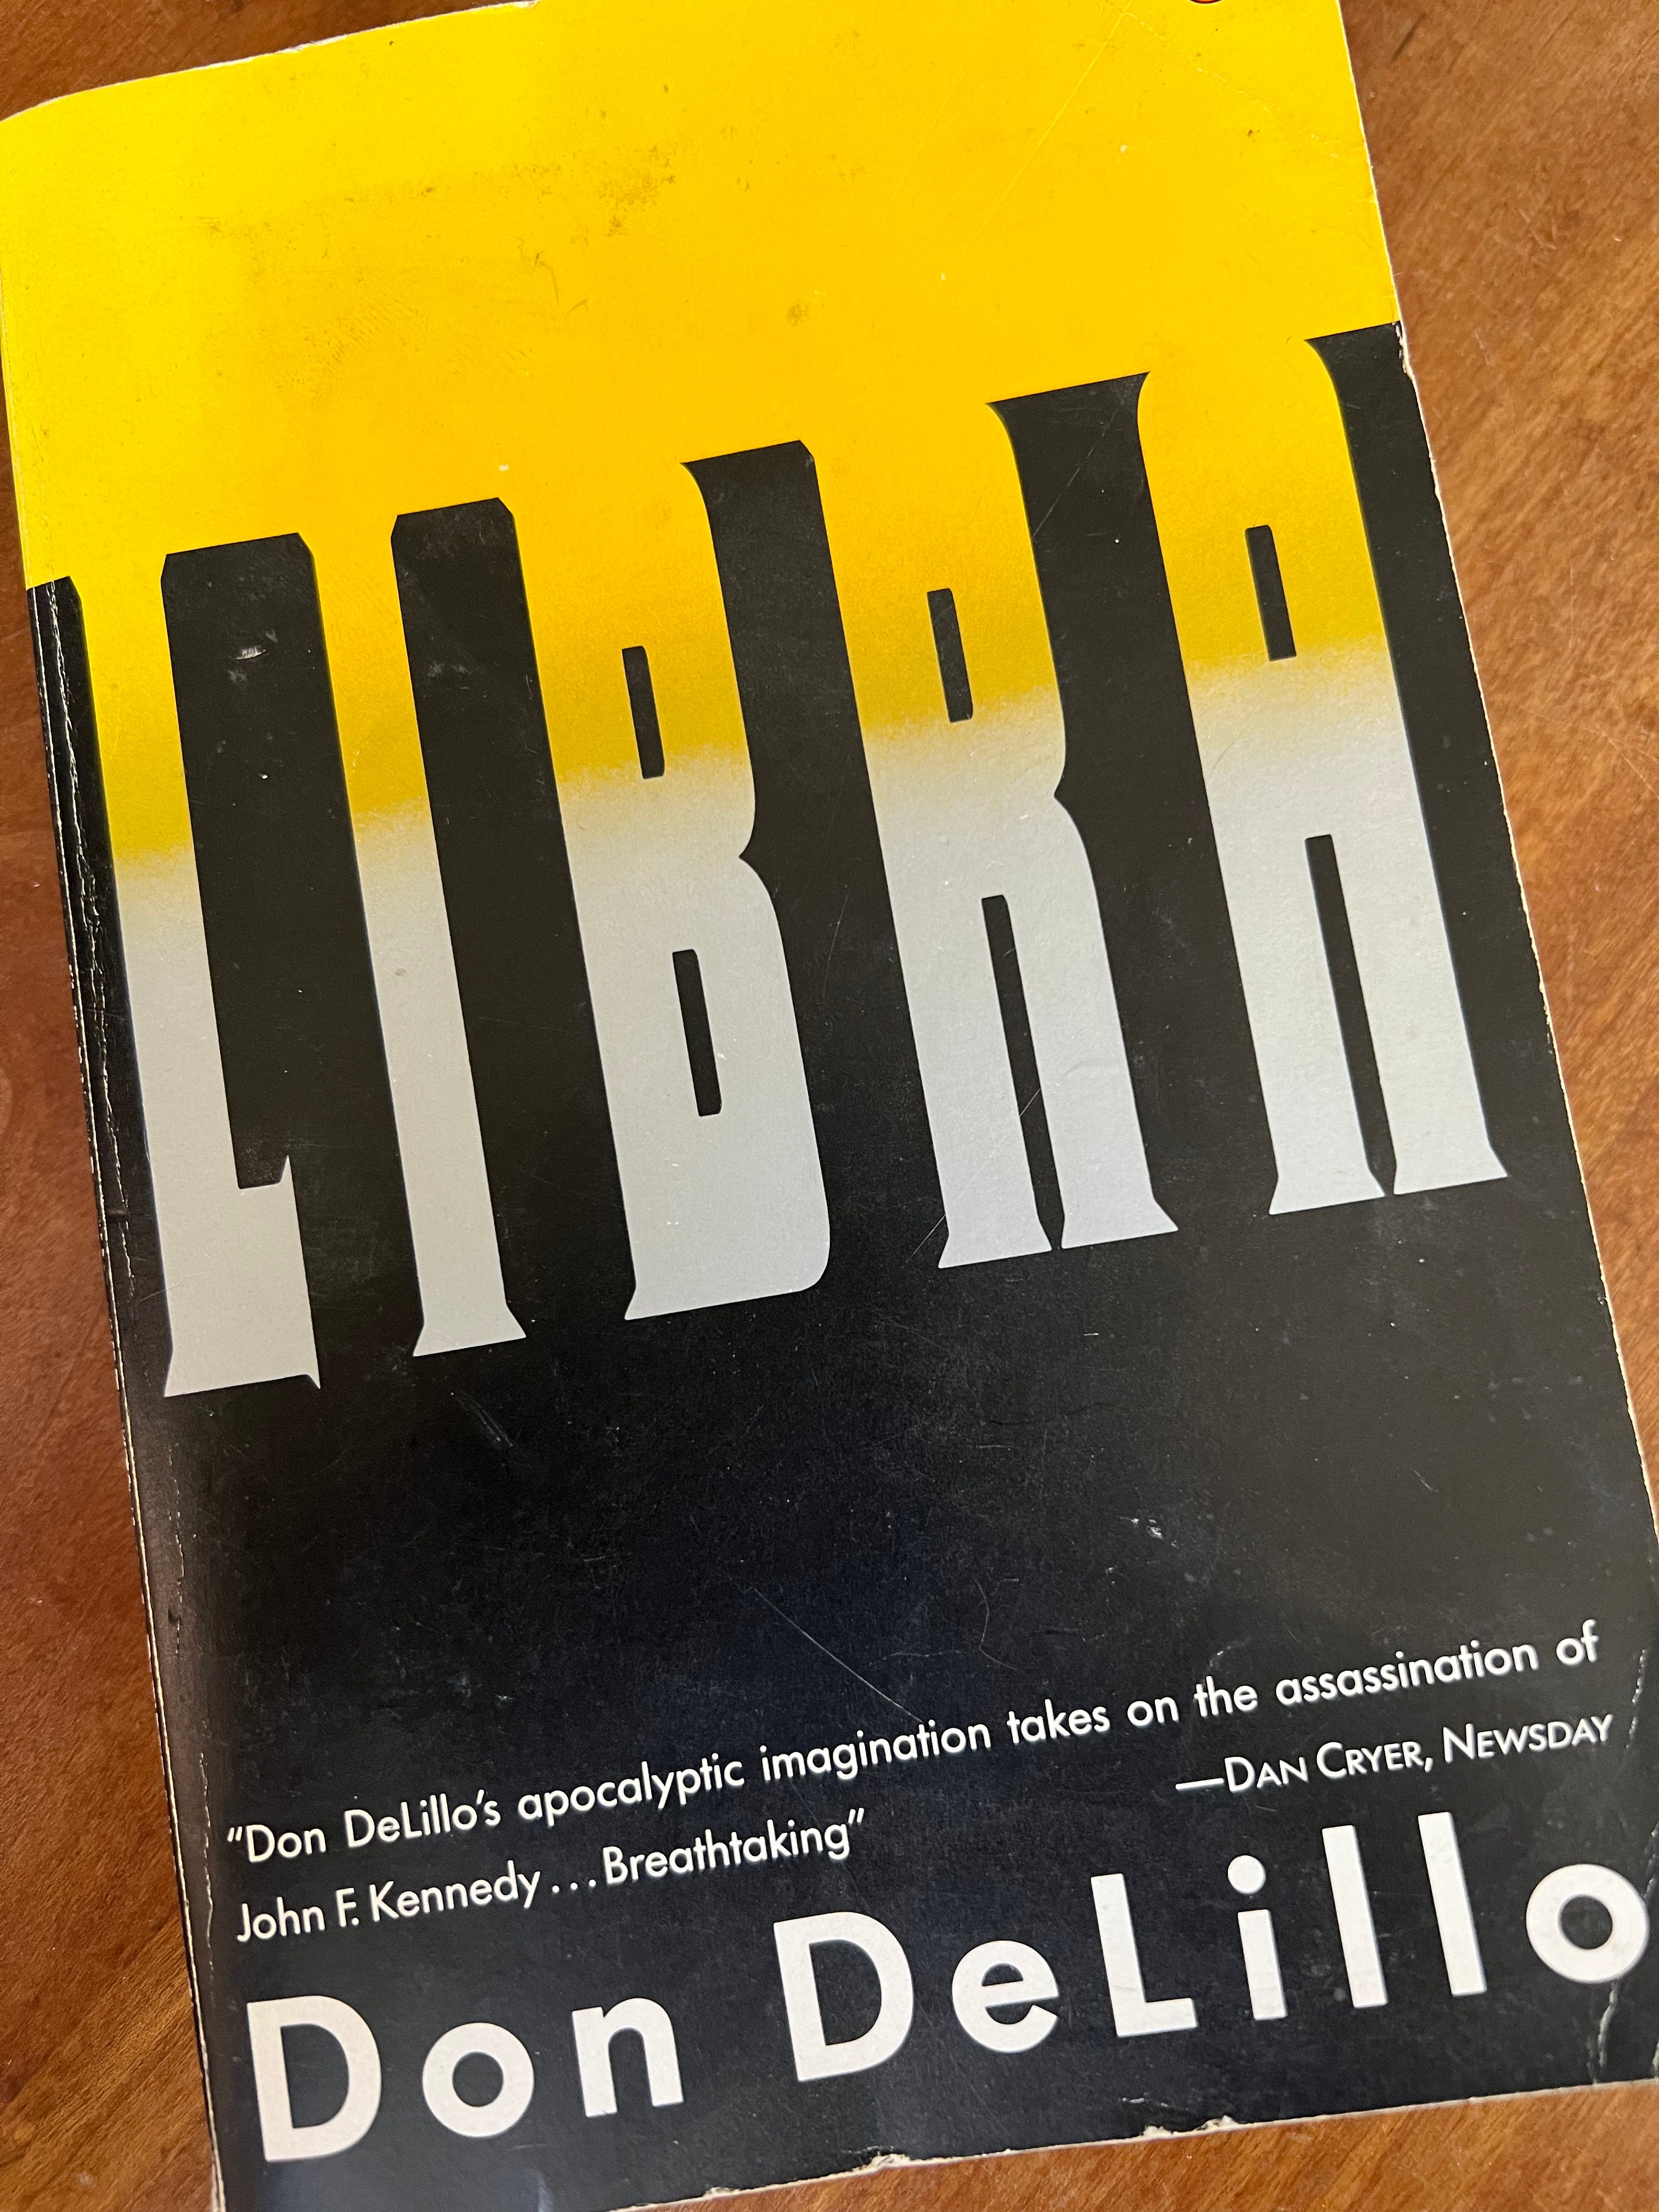 LIBRA
“Don DeLillo’s apocalyptic imagination takes on the assassination of
John F. Kennedy...Breathtaking”
—DAN CRYER, NEWSDAY
Don DeLillo